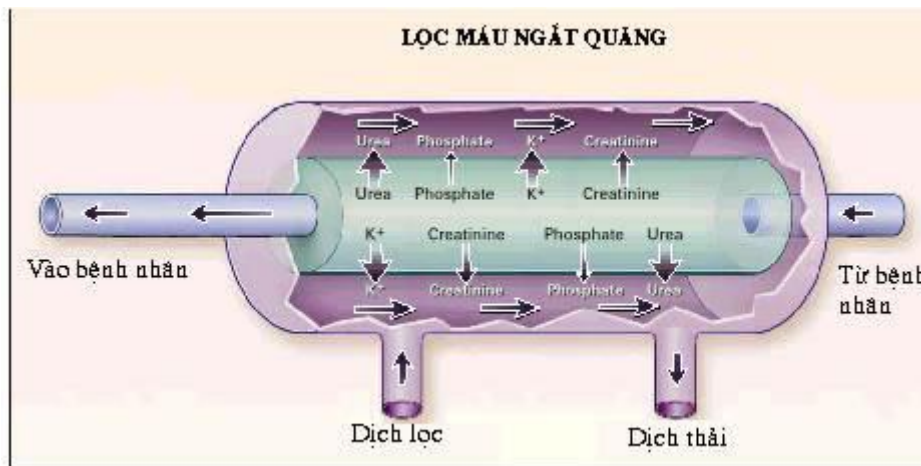 LỌC MÁU NGẮT QUÃNG
Urea Phosphate K+ Creatinine
Urea Phosphate K+ Creatinine
K+ Creatinine Phosphate Urea
K+ Creatinine Phosphate Urea
Vào bệnh nhân
Từ bệnh
nhân
Dịch lọc
Dịch thải